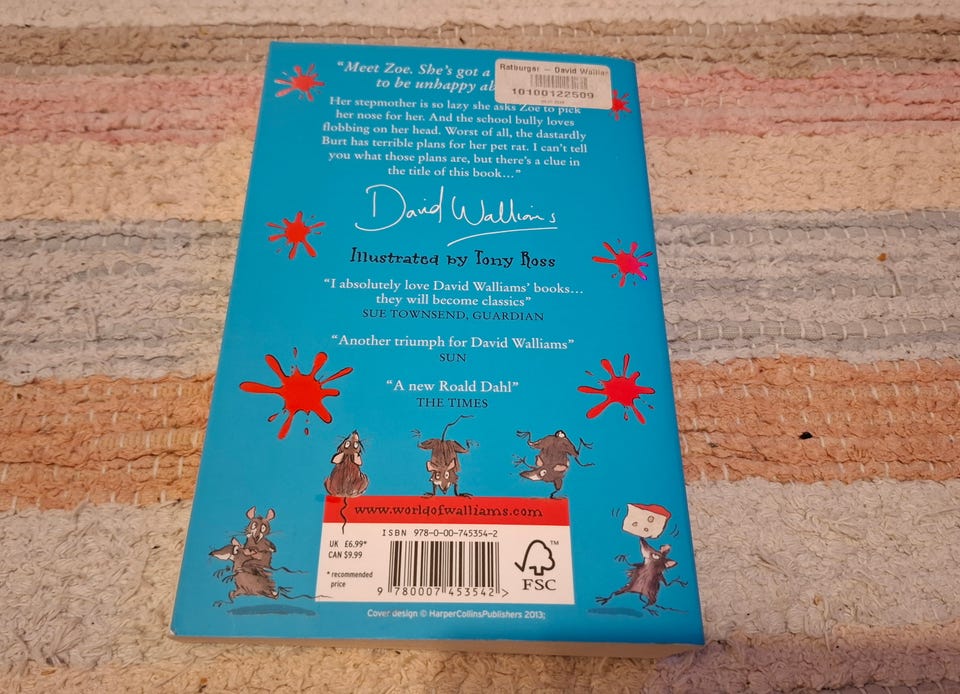 Ratburger – David Walliar
10100122509
“Meet Zoe. She’s got a
to be unhappy
Her stepmother is so lazy she asks Zoe to pick
her nose for her. And the school bully loves
flobbing on her head. Worst of all, the dastardly
Burt has terrible plans for her pet rat. I can’t tell
you what those plans are, but there’s a clue in
the title of this book…”
David Walliams
Illustrated by Tony Ross
“I absolutely love David Walliams’ books…
they will become classics”
SUE TOWNSEND, GUARDIAN
“Another triumph for David Walliams”
SUN
“A new Roald Dahl”
THE TIMES
www.worldofwalliams.com
ISBN 978-0-00-745354-2
UK £6.99*
CAN $9.99
* recommended
price
9 780007 453542 >
FSC™
Cover design © HarperCollinsPublishers 2013;